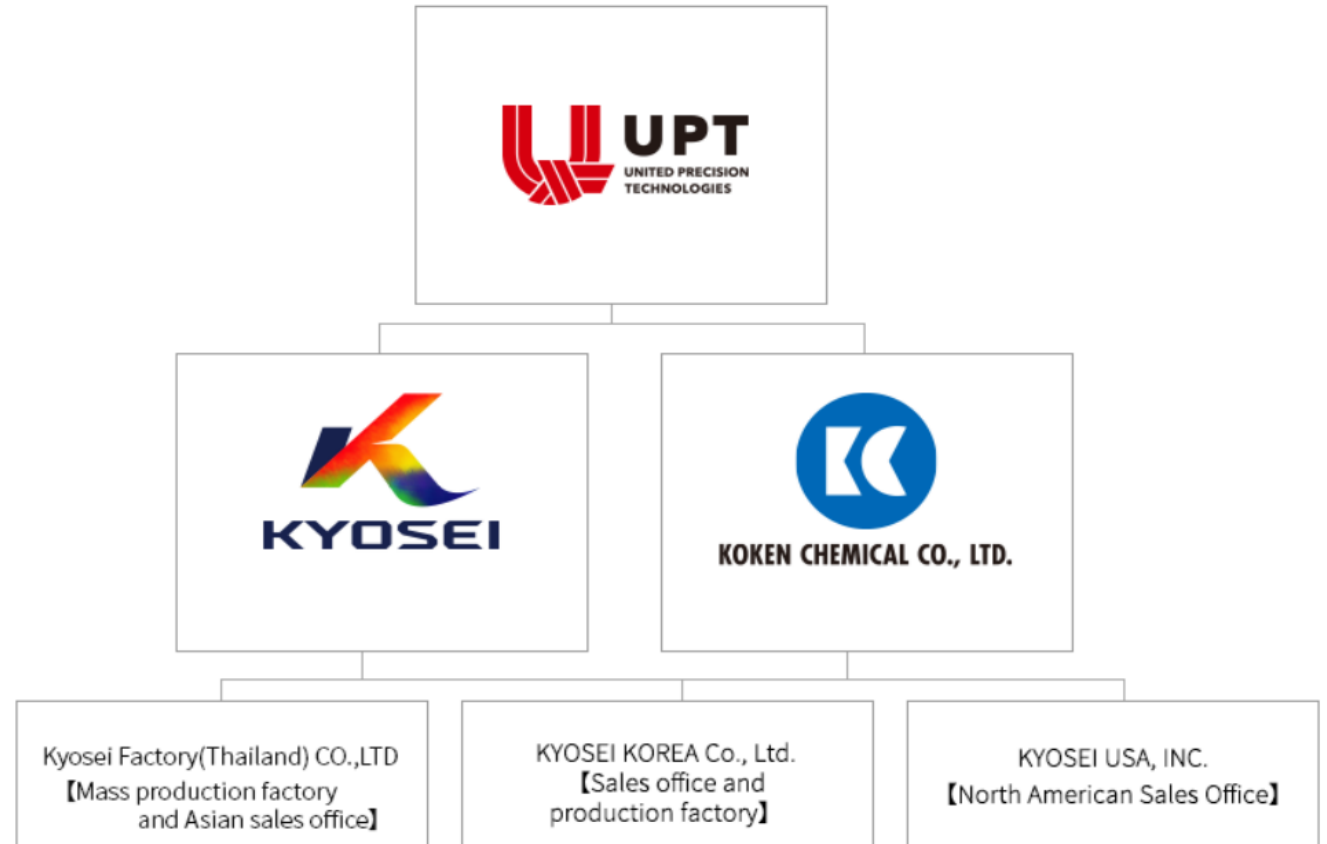 UPT
UNITED PRECISION
TECHNOLOGIES
KYOSEI
KC
KOKEN CHEMICAL CO., LTD.
Kyosei Factory(Thailand) CO.,LTD
【Mass production factory
and Asian sales office】
KYOSEI KOREA Co., Ltd.
【Sales office and
production factory】
KYOSEI USA, INC.
【North American Sales Office】